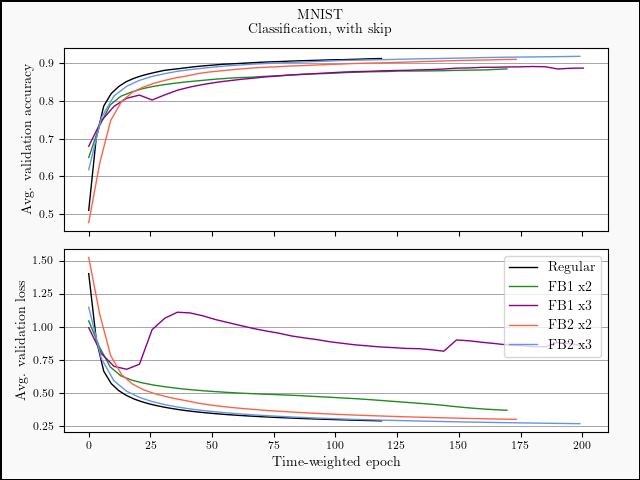 MNIST
Classification, with skip
Avg. validation accuracy
0.9
0.8
0.7
0.6
0.5
Avg. validation loss
1.50
1.25
1.00
0.75
0.50
0.25
Regular
FB1 x2
FB1 x3
FB2 x2
FB2 x3
0 25 50 75 100 125 150 175 200
Time-weighted epoch